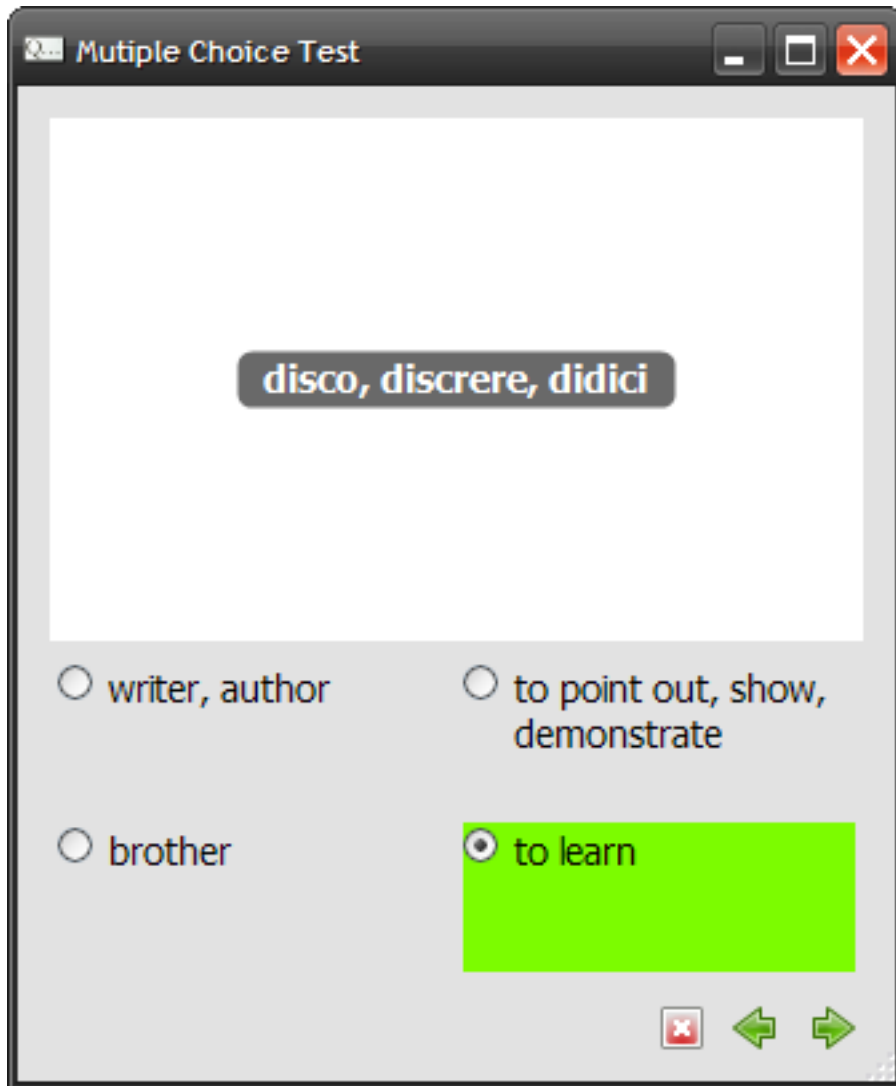 Q...
Mutiple Choice Test
disco, discrere, didici
writer, author
to point out, show,
demonstrate
brother
to learn